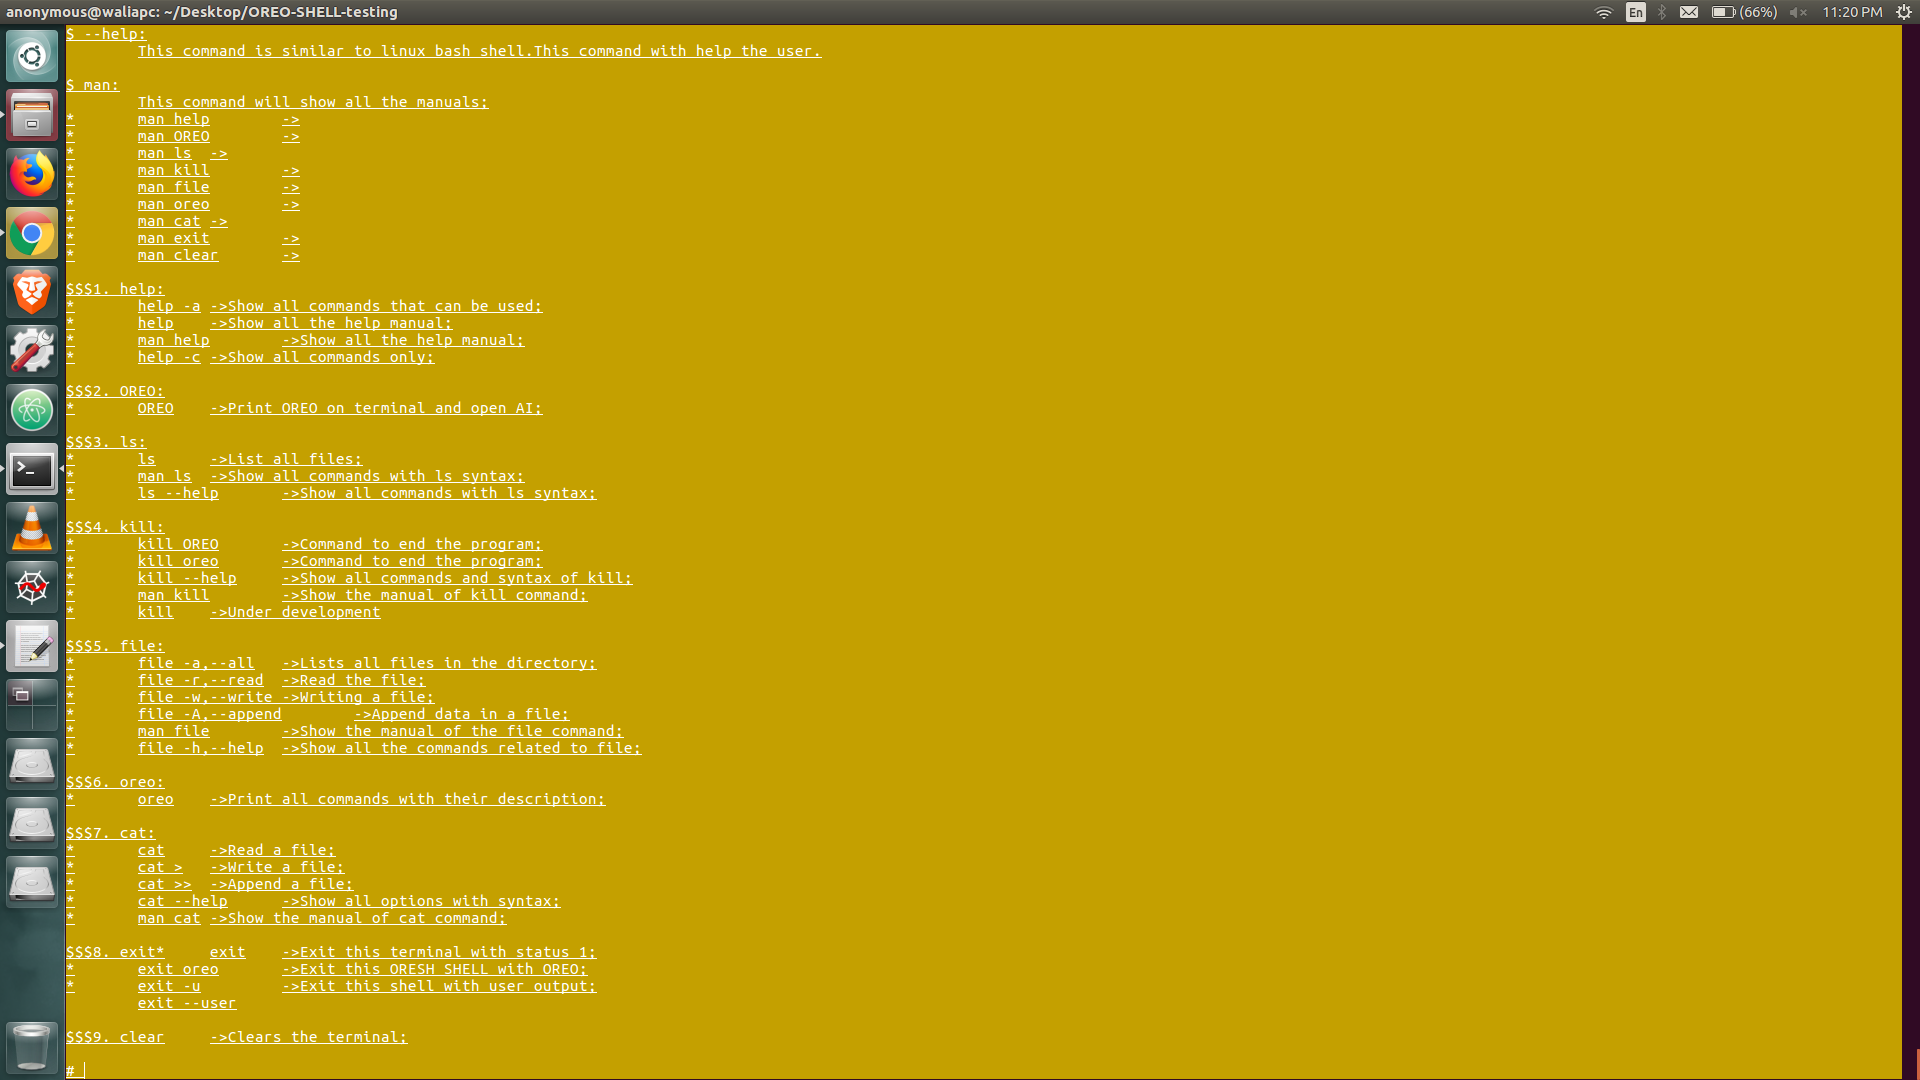 anonymous@waliapc: ~/Desktop/OREO-SHELL-testing
En
(66%)
11:20 PM
$ --help:
This command is similar to linux bash shell.This command with help the user.
$ man:
This command will show all the manuals;
* man help ->
* man OREO ->
* man ls ->
* man kill ->
* man file ->
* man oreo ->
* man cat ->
* man exit ->
* man clear ->
$$$1. help:
* help -a ->Show all commands that can be used;
* help ->Show all the help manual;
* man help ->Show all the help manual;
* help -c ->Show all commands only;
$$$2. OREO:
* OREO ->Print OREO on terminal and open AI;
$$$3. ls:
* ls ->List all files;
* man ls ->Show all commands with ls syntax;
* ls --help ->Show all commands with ls syntax;
$$$4. kill:
* kill OREO ->Command to end the program;
* kill oreo ->Command to end the program;
* kill --help ->Show all commands and syntax of kill;
* man kill ->Show the manual of kill command;
* kill ->Under development
$$$5. file:
* file -a,--all ->Lists all files in the directory;
* file -r,--read ->Read the file;
* file -w,--write ->Writing a file;
* file -A,--append ->Append data in a file;
* man file ->Show the manual of the file command;
* file -h,--help ->Show all the commands related to file;
$$$6. oreo:
* oreo ->Print all commands with their description;
$$$7. cat:
* cat ->Read a file;
* cat > ->Write a file;
* cat >> ->Append a file;
* cat --help ->Show all options with syntax;
* man cat ->Show the manual of cat command;
$$$8. exit* exit ->Exit this terminal with status 1;
* exit oreo ->Exit this ORESH SHELL with OREO;
* exit -u ->Exit this shell with user output;
exit --user
$$$9. clear ->Clears the terminal;
#